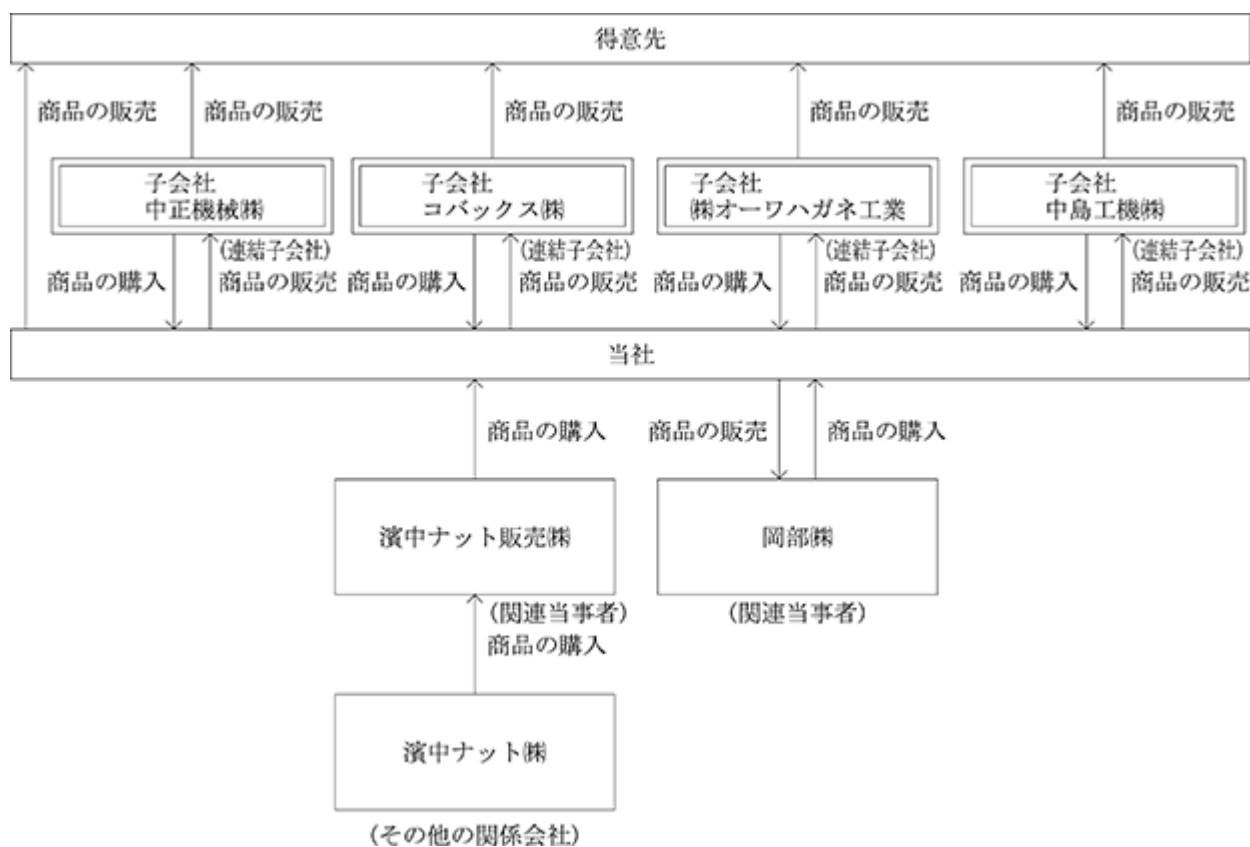 得意先
商品の販売
商品の販売
商品の販売
商品の販売
商品の販売
子会社
中正機械㈱
子会社
コバックス㈱
子会社
㈱オーワハガネ工業
子会社
中島工機㈱
(連結子会社)
(連結子会社)
(連結子会社)
(連結子会社)
商品の購入
商品の販売
商品の購入
商品の販売
商品の購入
商品の販売
商品の購入
商品の販売
当社
商品の購入
商品の販売
商品の購入
濱中ナット販売㈱
岡部㈱
(関連当事者)
(関連当事者)
商品の購入
濱中ナット㈱
(その他の関係会社)